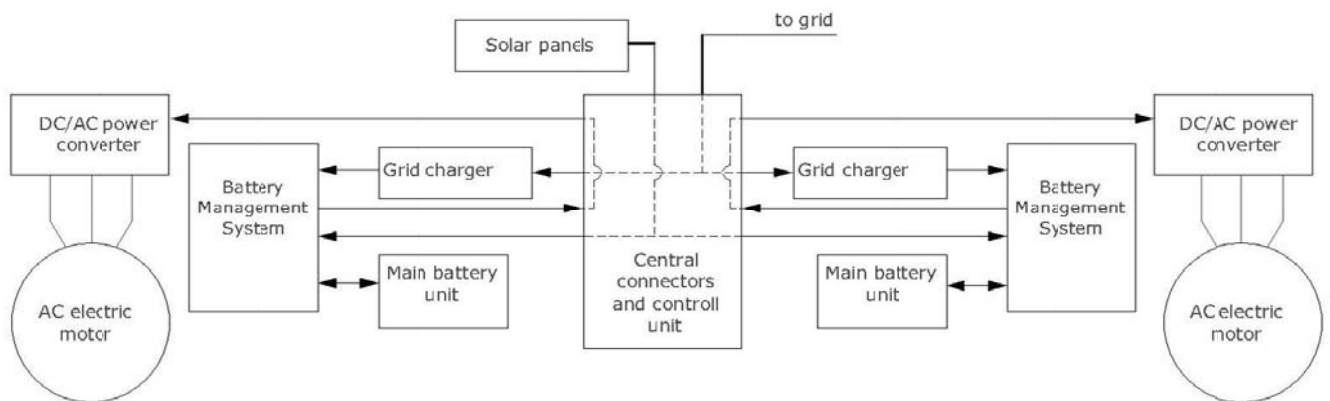 to grid
Solar panels
DC/AC power
converter
Grid charger
Battery
Management
System
Main battery
unit
AC electric
motor
Central
connectors
and controll
unit
Grid charger
Main battery
unit
Battery
Management
System
DC/AC power
converter
AC electric
motor